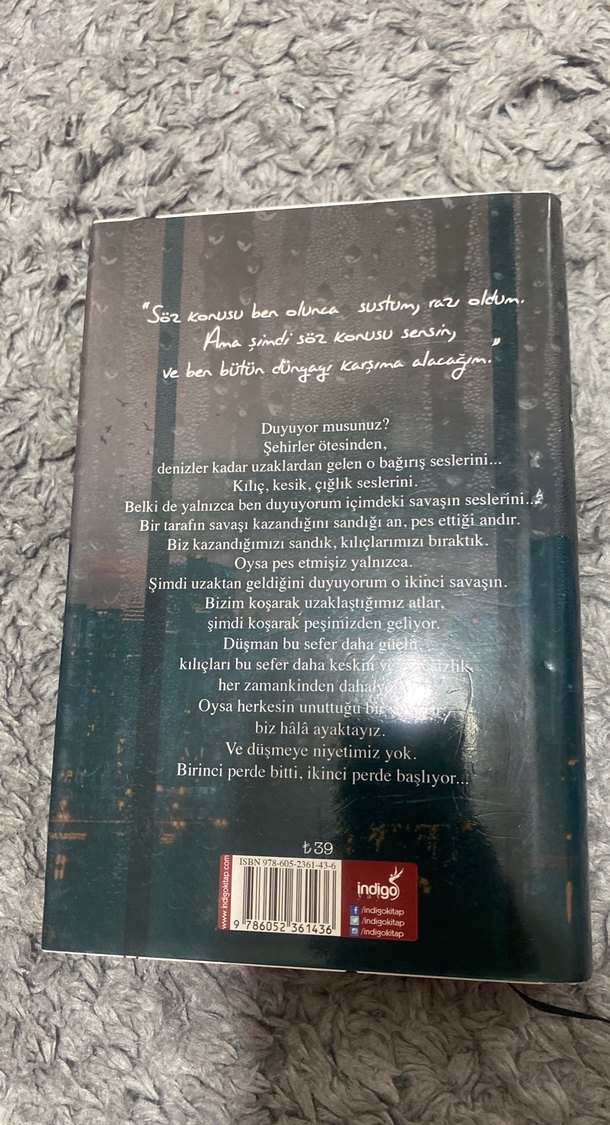 "Söz konusu ben olunca sustum, razı oldum.
Ama şimdi söz konusu sensin,
ve ben bütün dünyayı karşıma alacağım."
Duyuyor musunuz?
Şehirler ötesinden,
denizler kadar uzaklardan gelen o bağırış seslerini...
Kılıç, kesik, çığlık seslerini.
Belki de yalnızca ben duyuyorum içimdeki savaşın seslerini...
Bir tarafın savaşı kazandığını sandığı an, pes ettiği andır.
Biz kazandığımızı sandık, kılıçlarımızı bıraktık.
Oysa pes etmişiz yalnızca.
Şimdi uzaktan geldiğini duyuyorum o ikinci savaşın.
Bizim koşarak uzaklaştığımız atlar,
şimdi koşarak peşimizden geliyor.
Düşman bu sefer daha güçlü,
kılıçları bu sefer daha keskin ve
her zamankinden daha
Oysa herkesin unuttuğu bir
biz hâlâ ayaktayız.
Ve düşmeye niyetimiz yok.
Birinci perde bitti, ikinci perde başlıyor...
₺39
ISBN 978-605-2361-43-6
www.indigokitap.com
9 786052 361436
indigo
/indigokitap
/indigokitap
/indigokitap